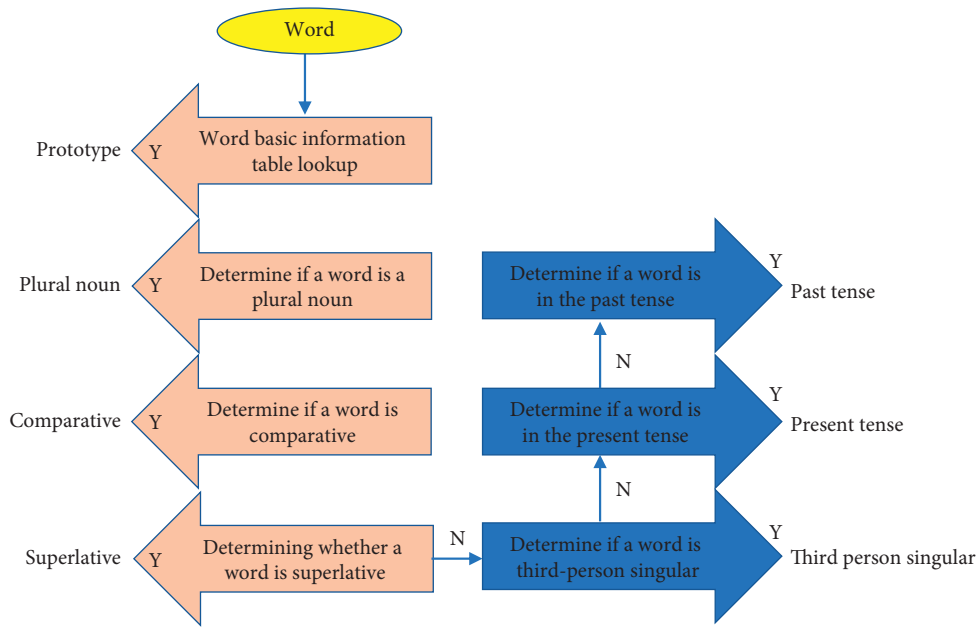 Word
Word basic information
table lookup
Y
Prototype
Determine if a word is a
plural noun
Y
Plural noun
Determine if a word is
comparative
Y
Comparative
Determining whether a
word is superlative
Y
Superlative
N
Determine if a word is
third-person singular
Y
Third person singular
N
Determine if a word is
in the present tense
Y
Present tense
N
Determine if a word is
in the past tense
Y
Past tense